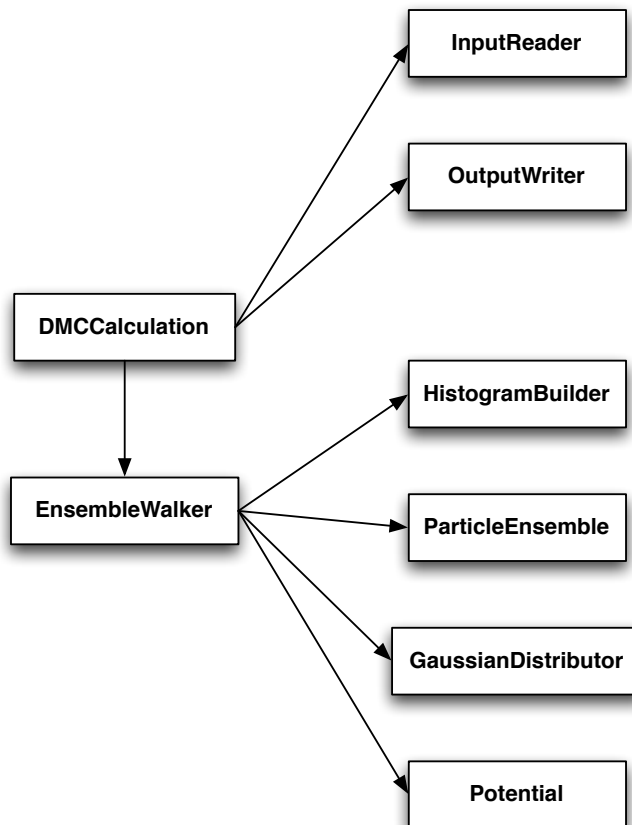 InputReader
OutputWriter
DMCCalculation
HistogramBuilder
EnsembleWalker
ParticleEnsemble
GaussianDistributor
Potential